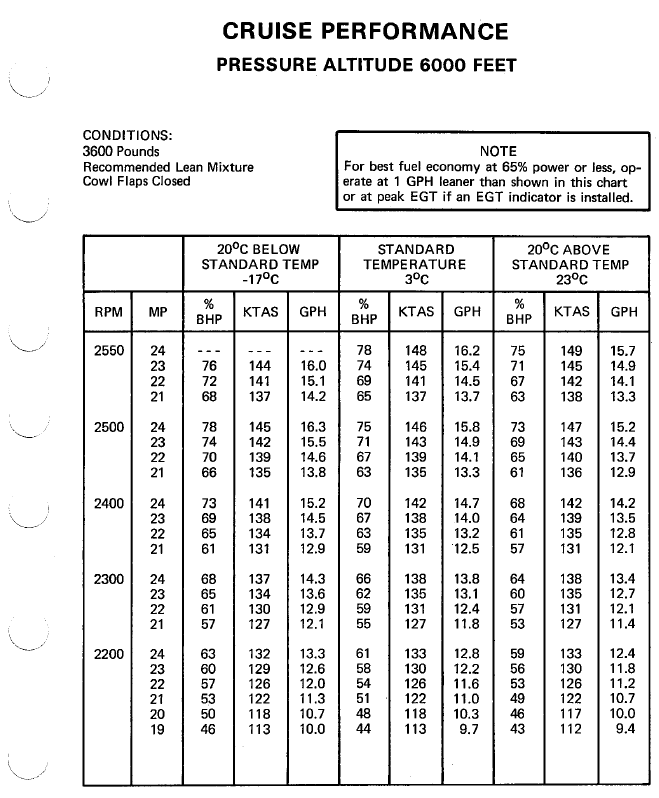 CRUISE PERFORMANCE
PRESSURE ALTITUDE 6000 FEET
CONDITIONS:
3600 Pounds
Recommended Lean Mixture
Cowl Flaps Closed
NOTE
For best fuel economy at 65% power or less, op-
erate at 1 GPH leaner than shown in this chart
or at peak EGT if an EGT indicator is installed.
20°C BELOW STANDARD TEMP -17°C
STANDARD TEMPERATURE 3°C
20°C ABOVE STANDARD TEMP 23°C
RPM MP % BHP KTAS GPH % BHP KTAS GPH % BHP KTAS GPH
2550 24 --- --- --- 78 148 16.2 75 149 15.7
23 76 144 16.0 74 145 15.4 71 145 14.9
22 72 141 15.1 69 141 14.5 67 142 14.1
21 68 137 14.2 65 137 13.7 63 138 13.3
2500 24 78 145 16.3 75 146 15.8 73 147 15.2
23 74 142 15.5 71 143 14.9 69 143 14.4
22 70 139 14.6 67 139 14.1 65 140 13.7
21 66 135 13.8 63 135 13.3 61 136 12.9
2400 24 73 141 15.2 70 142 14.7 68 142 14.2
23 69 138 14.5 67 138 14.0 64 139 13.5
22 65 134 13.7 63 135 13.2 61 135 12.8
21 61 131 12.9 59 131 12.5 57 131 12.1
2300 24 68 137 14.3 66 138 13.8 64 138 13.4
23 65 134 13.6 62 135 13.1 60 135 12.7
22 61 130 12.9 59 131 12.4 57 131 12.1
21 57 127 12.1 55 127 11.8 53 127 11.4
2200 24 63 132 13.3 61 133 12.8 59 133 12.4
23 60 129 12.6 58 130 12.2 56 130 11.8
22 57 126 12.0 54 126 11.6 53 126 11.2
21 53 122 11.3 51 122 11.0 49 122 10.7
20 50 118 10.7 48 118 10.3 46 117 10.0
19 46 113 10.0 44 113 9.7 43 112 9.4